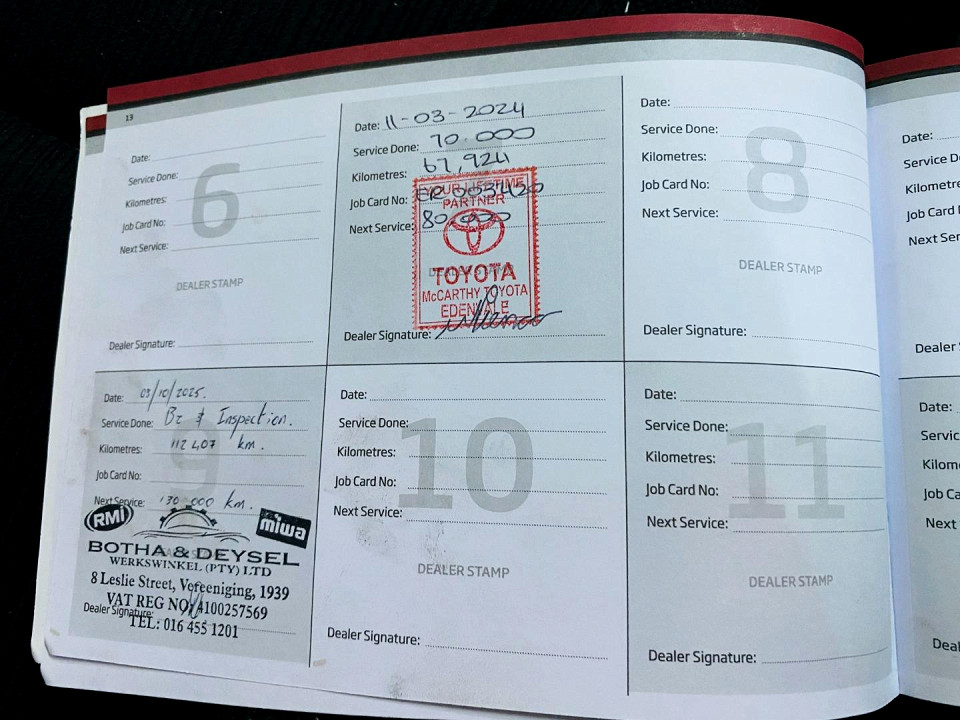 13
Date:
Service Done:
Kilometres:
Job Card No:
Next Service:
6
DEALER STAMP
Dealer Signature:
Date: 11-03-2024
Service Done: 70.000
Kilometres: 67,924
Job Card No:
Next Service: 80.000
YOUR LIFETIME
PARTNER
DEALER STAMP
TOYOTA
McCARTHY TOYOTA
EDENVALE
Dealer Signature:
Date:
Service Done:
Kilometres:
Job Card No:
Next Service:
8
DEALER STAMP
Dealer Signature:
Date: 03/10/2025.
Service Done: Bz & Inspection.
Kilometres: 112 407 km.
Job Card No:
Next Service: 130 000 km.
9
RMI
miwa
BOTHA & DEYSEL
WERKSWINKEL (PTY) LTD
8 Leslie Street, Vereeniging, 1939
VAT REG NO: 4100257569
Dealer Signature:
TEL: 016 455 1201
Date:
Service Done:
Kilometres:
Job Card No:
Next Service:
10
DEALER STAMP
Dealer Signature:
Date:
Service Done:
Kilometres:
Job Card No:
Next Service:
11
DEALER STAMP
Dealer Signature:
Date:
Service D
Kilometre
Job Card N
Next Servi
Dealer
Date:
Servic
Kilom
Job Ca
Next
Deal